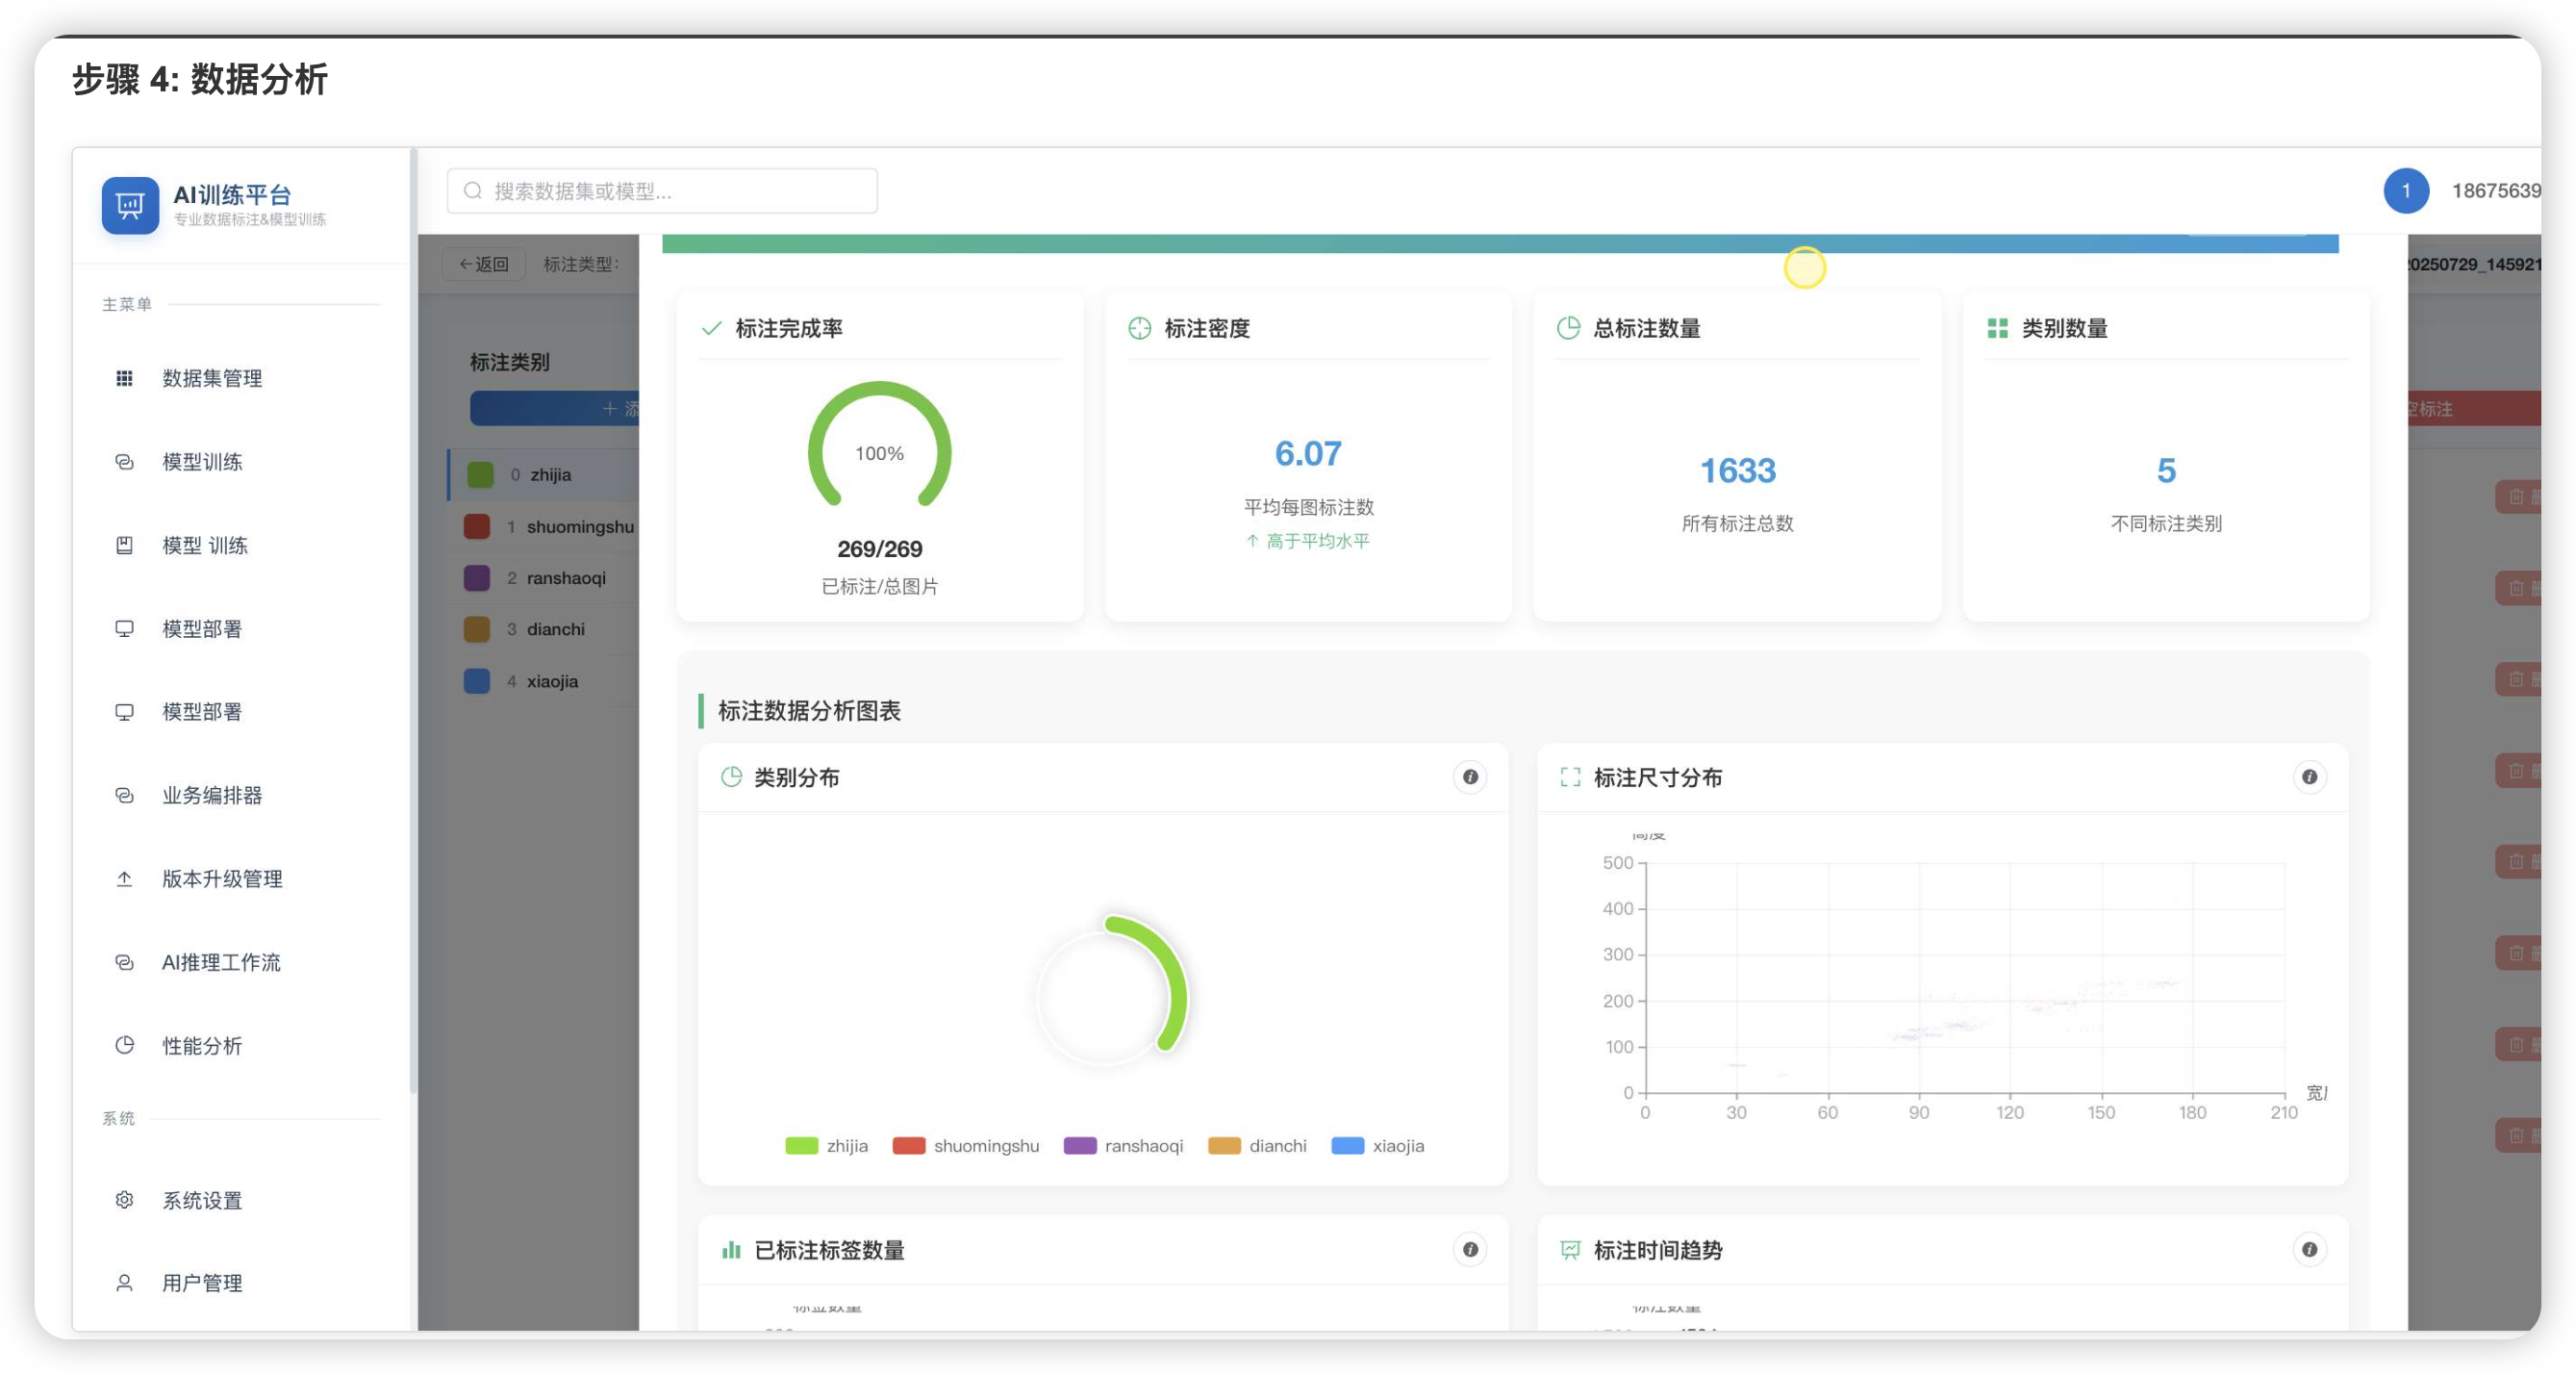 步骤 4: 数据分析
AI训练平台
专业数据标注&模型训练
搜索数据集或模型...
1
18675639
主菜单
数据集管理
模型训练
模型 训练
模型部署
模型部署
业务编排器
版本升级管理
AI推理工作流
性能分析
系统
系统设置
用户管理
返回
标注类型:
20250729_145921
标注类别
空标注
0 zhijia
1 shuomingshu
2 ranshaoqi
3 dianchi
4 xiaojia
标注完成率
100%
269/269
已标注/总图片
标注密度
6.07
平均每图标注数
↑ 高于平均水平
总标注数量
1633
所有标注总数
类别数量
5
不同标注类别
标注数据分析图表
类别分布
zhijia shuomingshu ranshaoqi dianchi xiaojia
标注尺寸分布
高度
500
400
300
200
100
0
0 30 60 90 120 150 180 210
宽
已标注标签数量
标签数量
标注时间趋势
标注数量